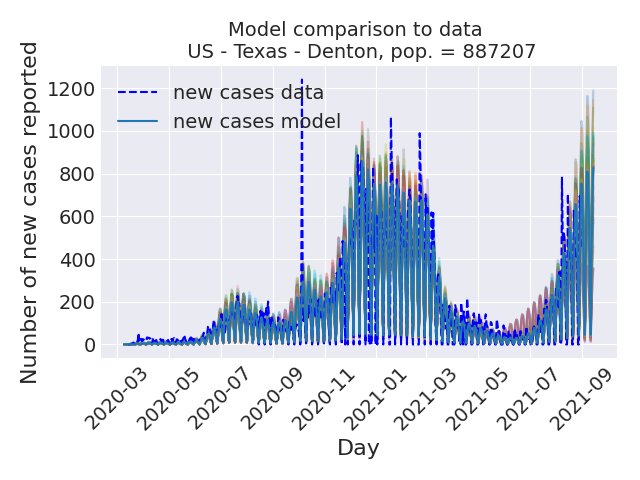 Model comparison to data
US - Texas - Denton, pop. = 887207
Number of new cases reported
1200
1000
800
600
400
200
0
new cases data
new cases model
2020-03
2020-05
2020-07
2020-09
2020-11
2021-01
2021-03
2021-05
2021-07
2021-09
Day